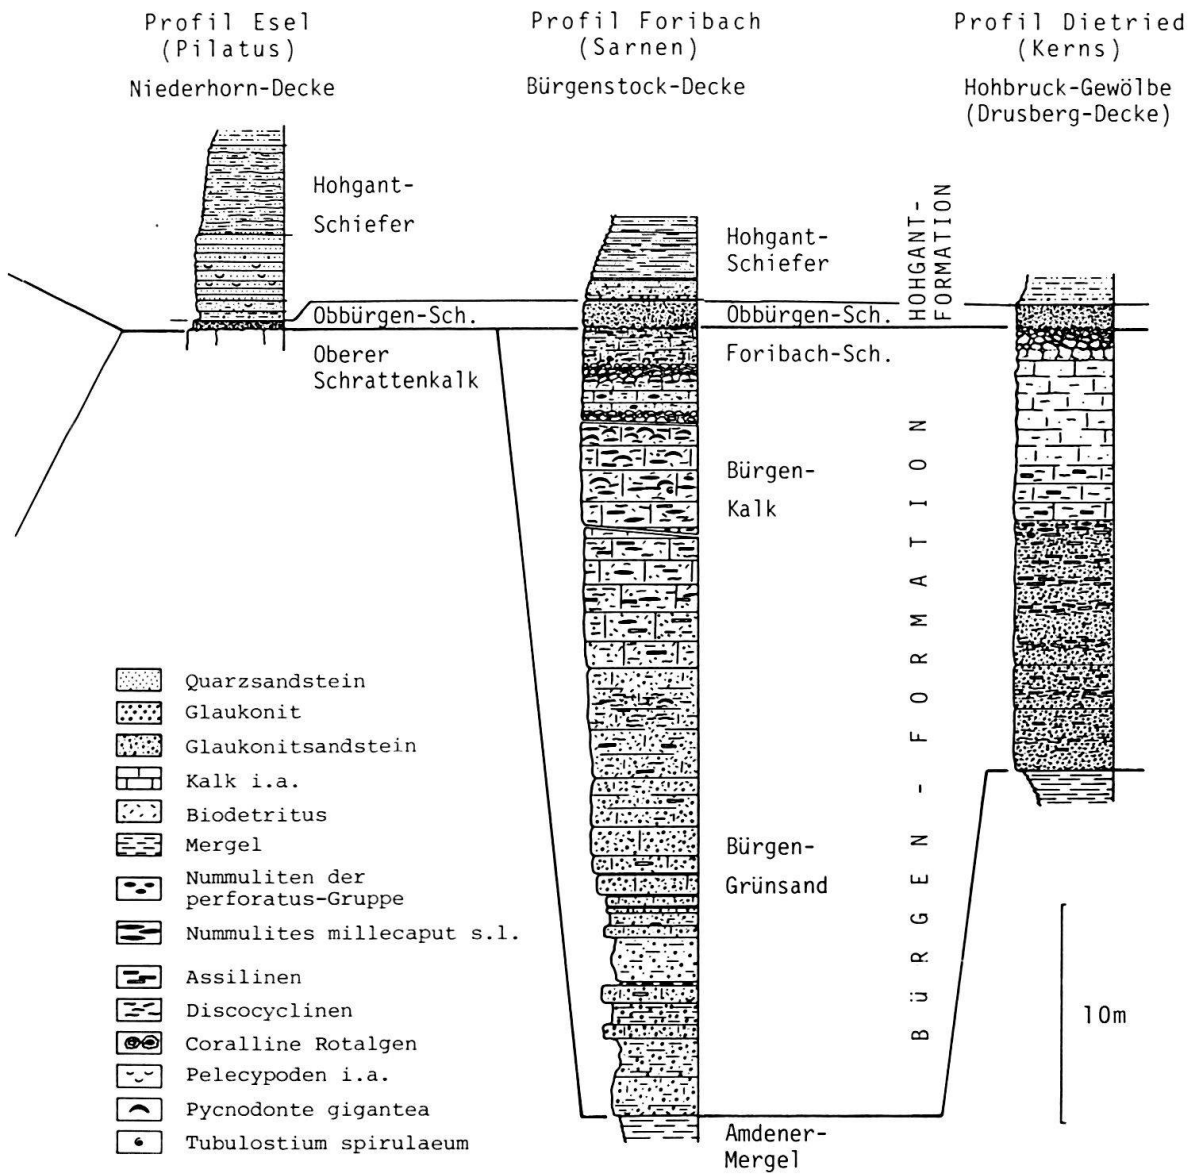 Profil Esel
(Pilatus)
Niederhorn-Decke
Profil Foribach
(Sarnen)
Bürgenstock-Decke
Profil Dietried
(Kerns)
Hohbruck-Gewölbe
(Drusberg-Decke)
Hohgant-
Schiefer
Obbürgen-Sch.
Oberer
Schrattenkalk
Hohgant-
Schiefer
Obbürgen-Sch.
Foribach-Sch.
Bürgen-
Kalk
Bürgen-
Grünsand
Amdener-
Mergel
HOHGANT-
FORMATION
BÜRGEN-FORMATION
10m
Quarzsandstein
Glaukonit
Glaukonitsandstein
Kalk i.a.
Biodetritus
Mergel
Nummuliten der
perforatus-Gruppe
Nummulites millecaput s.l.
Assilinen
Discocyclinen
Coralline Rotalgen
Pelecypoden i.a.
Pycnodonte gigantea
Tubulostium spirulaeum